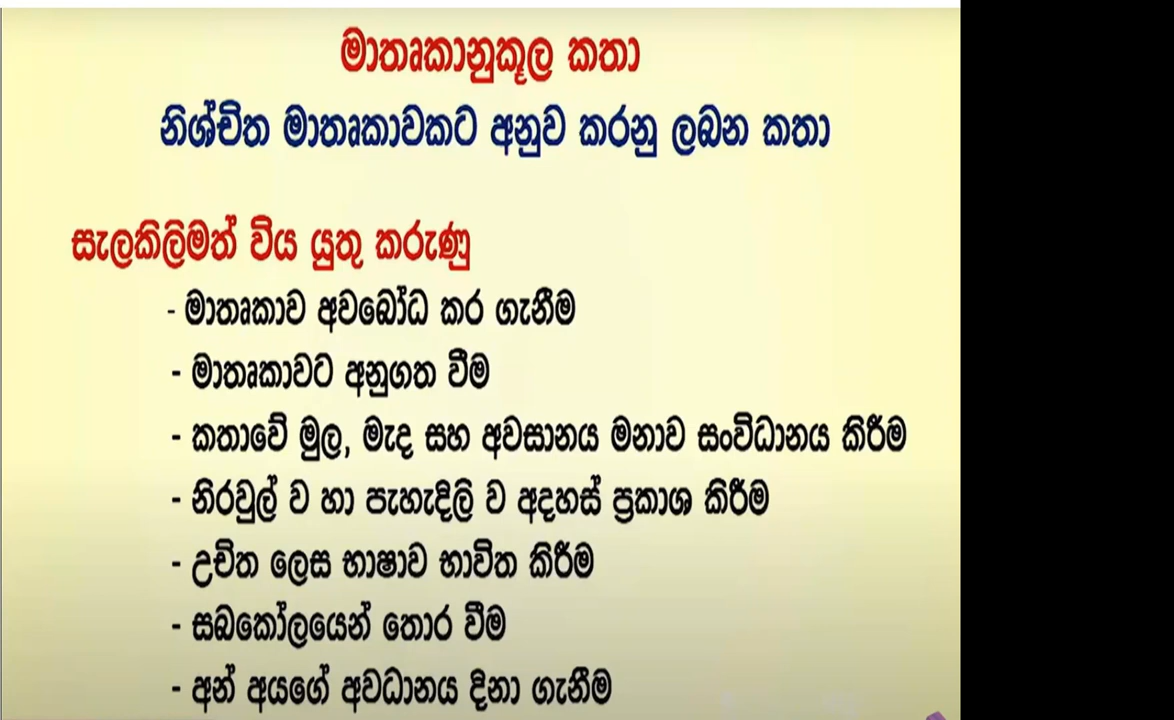 මාතෘකානුකූල කතා
නිශ්චිත මාතෘකාවකට අනුව කරනු ලබන කතා
සැලකිලිමත් විය යුතු කරුණු
- මාතෘකාව අවබෝධ කර ගැනීම
- මාතෘකාවට අනුගත වීම
- කතාවේ මුල, මැද සහ අවසානය මනාව සංවිධානය කිරීම
- නිරවුල් ව හා පැහැදිලි ව අදහස් ප්‍රකාශ කිරීම
- උචිත ලෙස භාෂාව භාවිත කිරීම
- සබකෝලයෙන් තොර වීම
- අන් අයගේ අවධානය දිනා ගැනීම